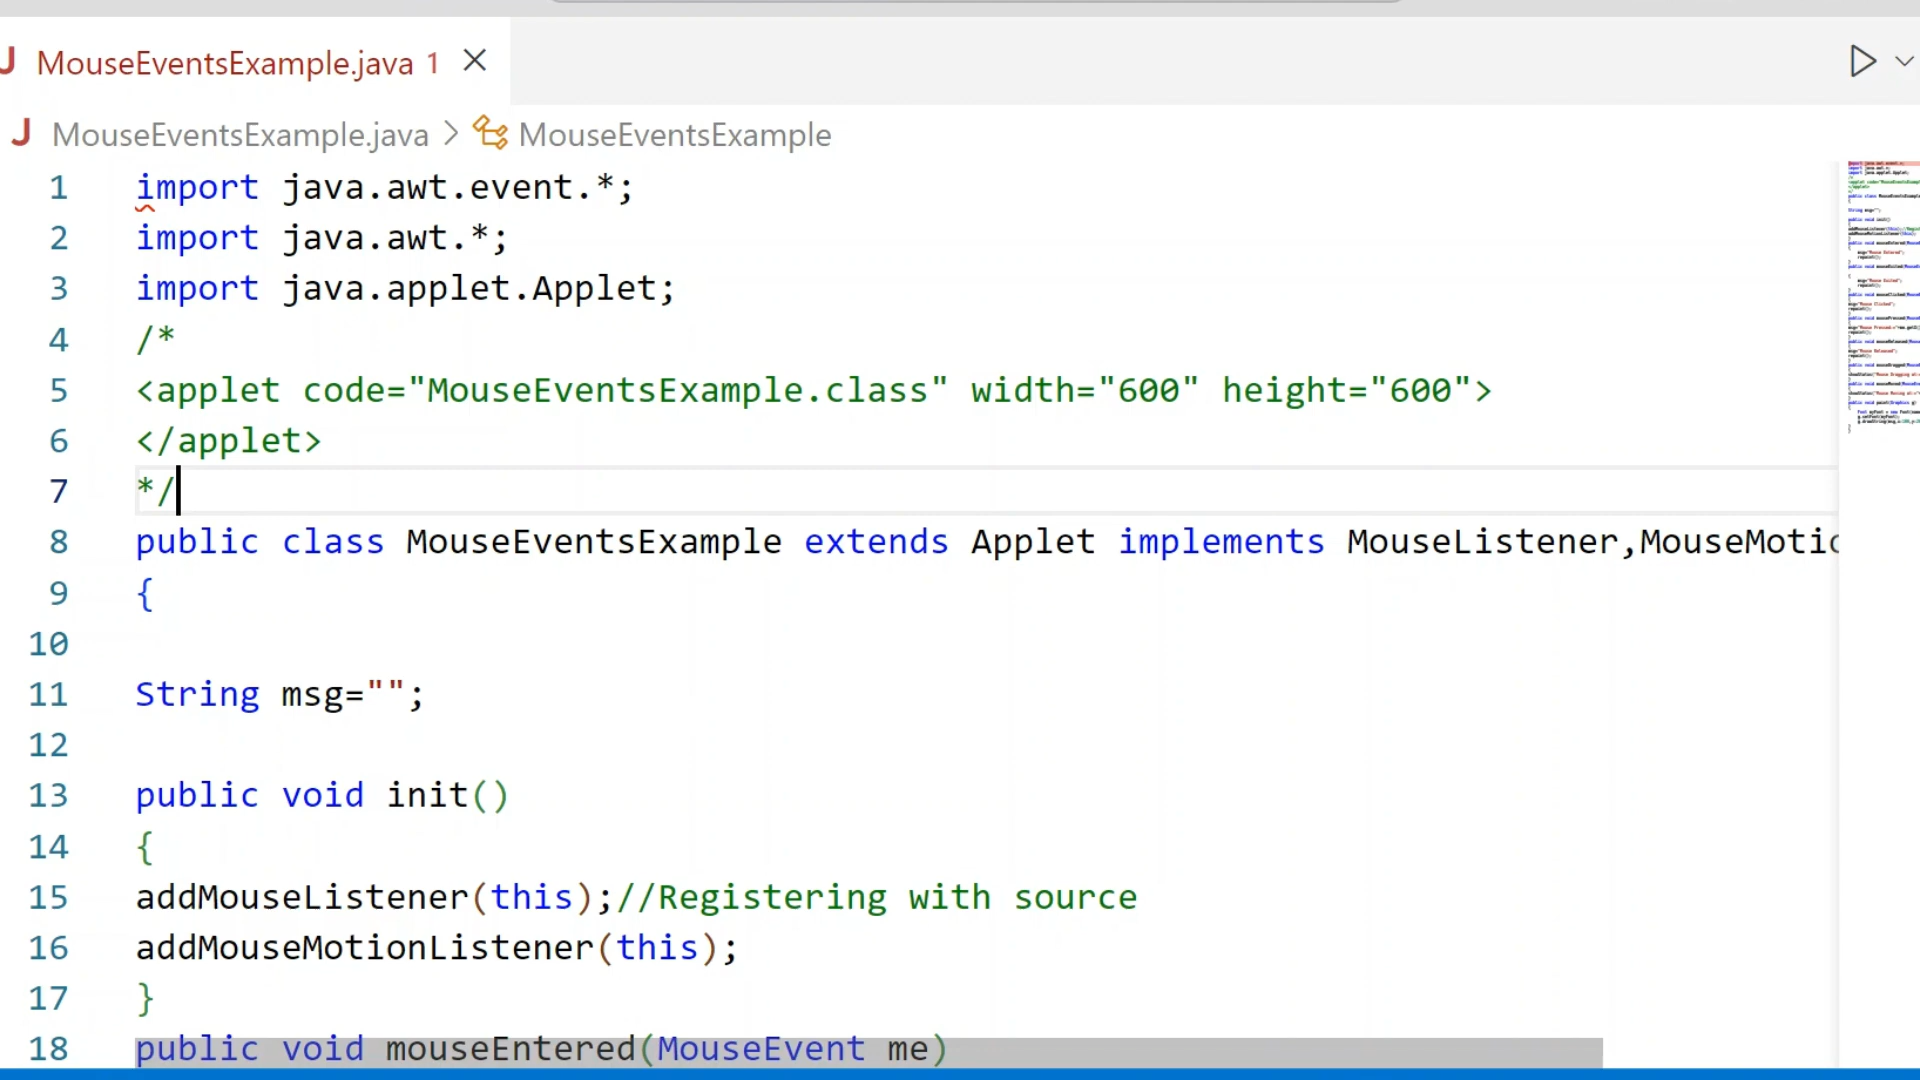 MouseEventsExample.java 1
MouseEventsExample.java > MouseEventsExample
1 import java.awt.event.*;
2 import java.awt.*;
3 import java.applet.Applet;
4 /*
5 <applet code="MouseEventsExample.class" width="600" height="600">
6 </applet>
7 */
8 public class MouseEventsExample extends Applet implements MouseListener,MouseMotio
9 {
10
11 String msg="";
12
13 public void init()
14 {
15 addMouseListener(this);//Registering with source
16 addMouseMotionListener(this);
17 }
18 public void mouseEntered(MouseEvent me)